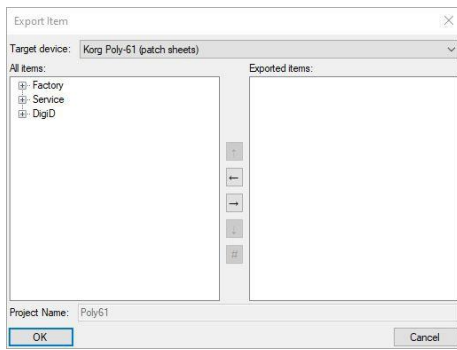 Export Item
Target device: Korg Poly-61 (patch sheets)
All items: Exported items:
Factory
Service
DigiD
↑
←
→
↓
#
Project Name: Poly61
OK Cancel